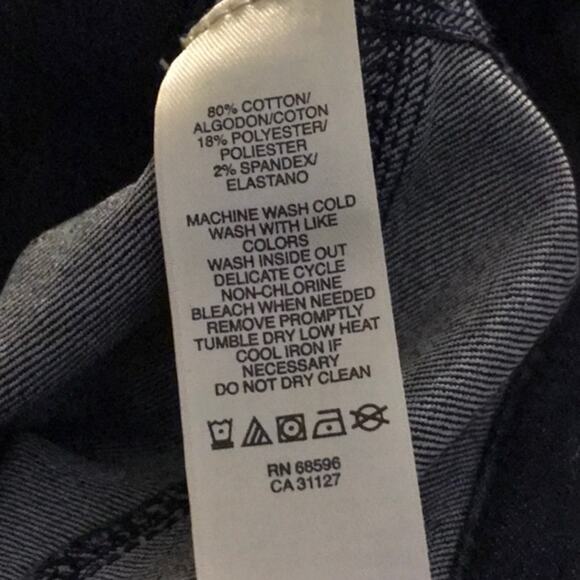 80% COTTON/
ALGODON/COTON
18% POLYESTER/
POLIESTER
2% SPANDEX/
ELASTANO
MACHINE WASH COLD
WASH WITH LIKE
COLORS
WASH INSIDE OUT
DELICATE CYCLE
NON-CHLORINE
BLEACH WHEN NEEDED
REMOVE PROMPTLY
TUMBLE DRY LOW HEAT
COOL IRON IF
NECESSARY
DO NOT DRY CLEAN
RN 68596
CA 31127